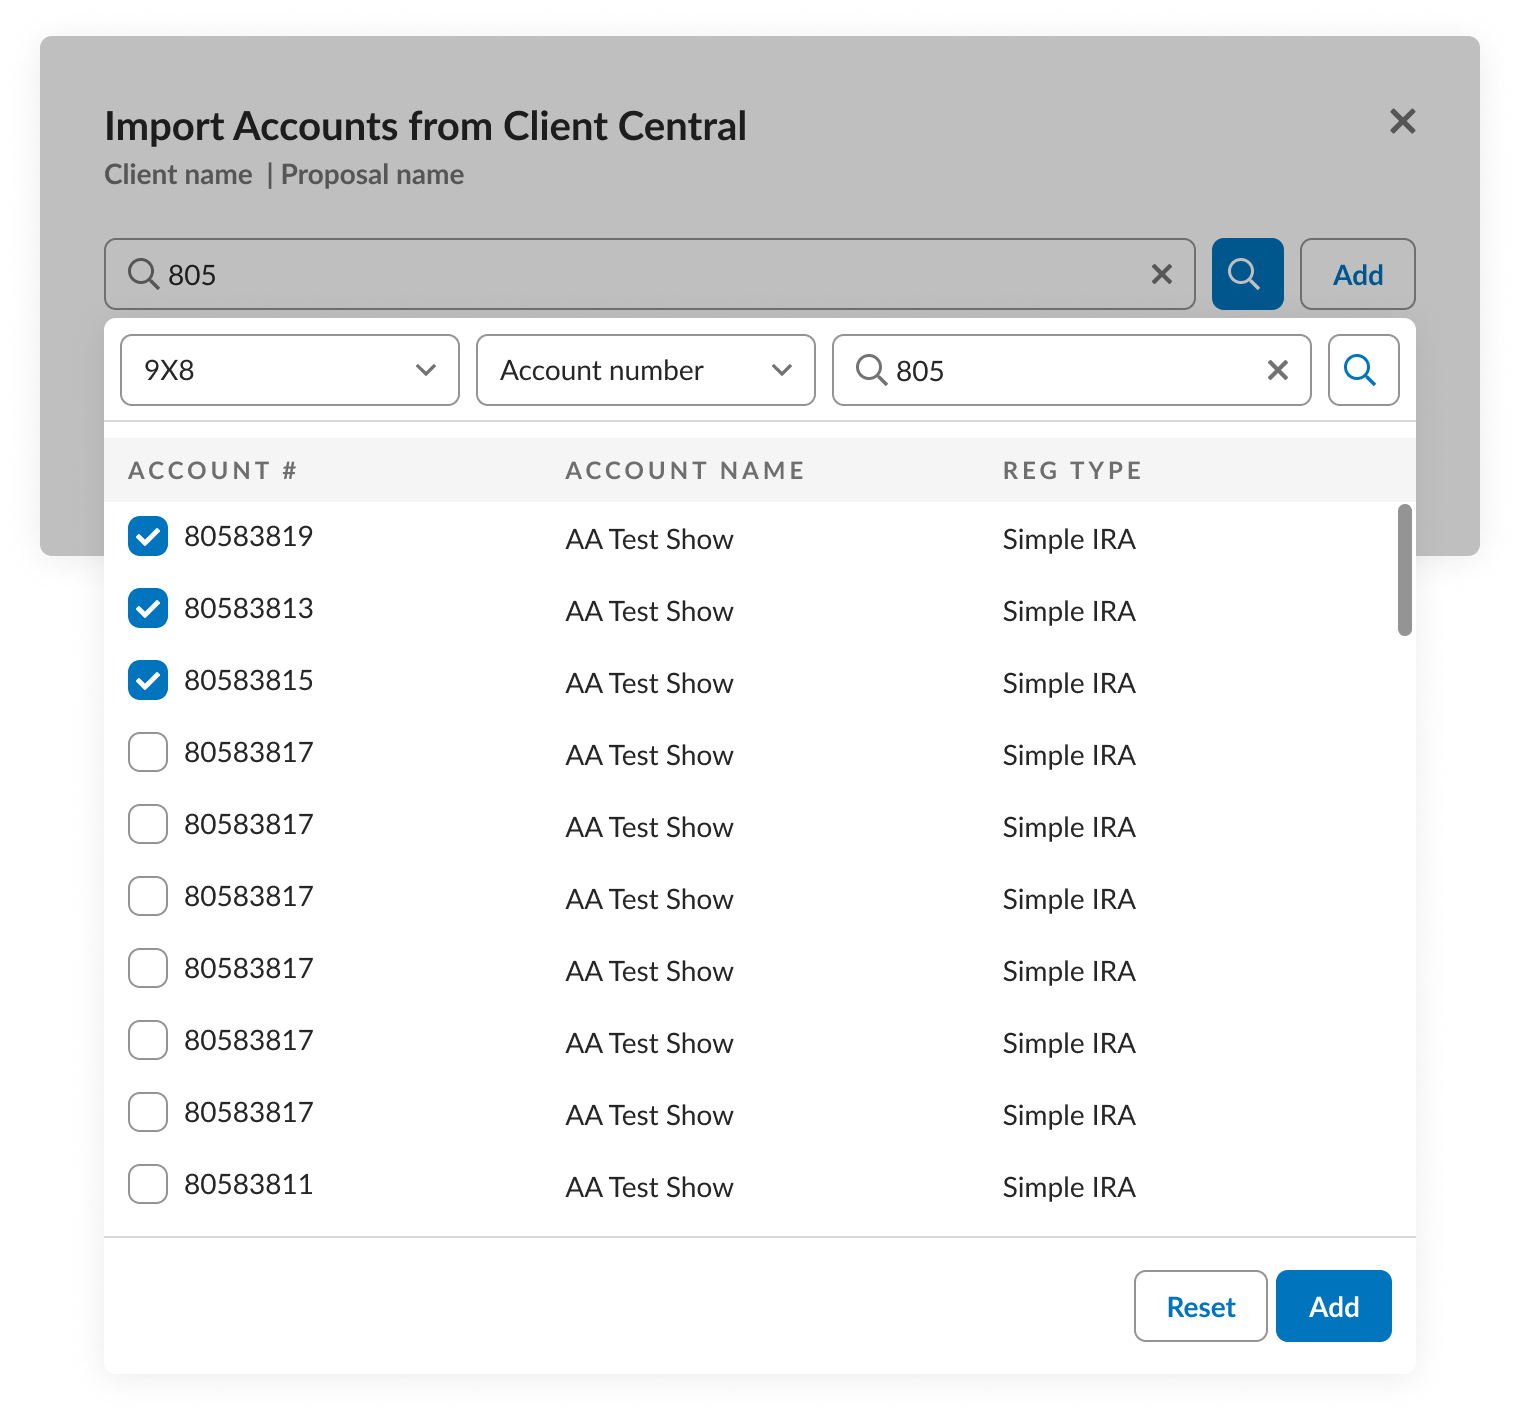 Import Accounts from Client Central
Client name | Proposal name
805
Add
9X8 Account number 805
ACCOUNT # ACCOUNT NAME REG TYPE
80583819 AA Test Show Simple IRA
80583813 AA Test Show Simple IRA
80583815 AA Test Show Simple IRA
80583817 AA Test Show Simple IRA
80583817 AA Test Show Simple IRA
80583817 AA Test Show Simple IRA
80583817 AA Test Show Simple IRA
80583817 AA Test Show Simple IRA
80583817 AA Test Show Simple IRA
80583811 AA Test Show Simple IRA
Reset Add